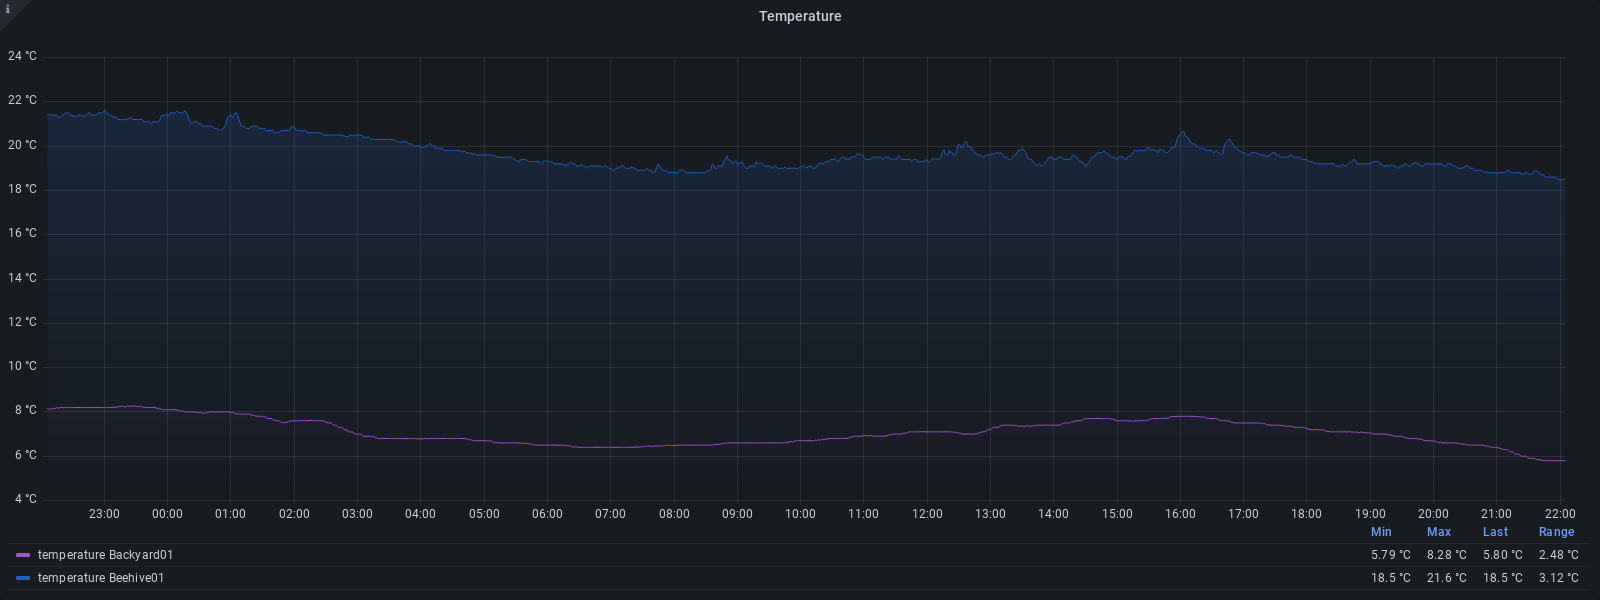 i
Temperature
24 °C
22 °C
20 °C
18 °C
16 °C
14 °C
12 °C
10 °C
8 °C
6 °C
4 °C
23:00 00:00 01:00 02:00 03:00 04:00 05:00 06:00 07:00 08:00 09:00 10:00 11:00 12:00 13:00 14:00 15:00 16:00 17:00 18:00 19:00 20:00 21:00 22:00
Min Max Last Range
temperature Backyard01 5.79 °C 8.28 °C 5.80 °C 2.48 °C
temperature Beehive01 18.5 °C 21.6 °C 18.5 °C 3.12 °C